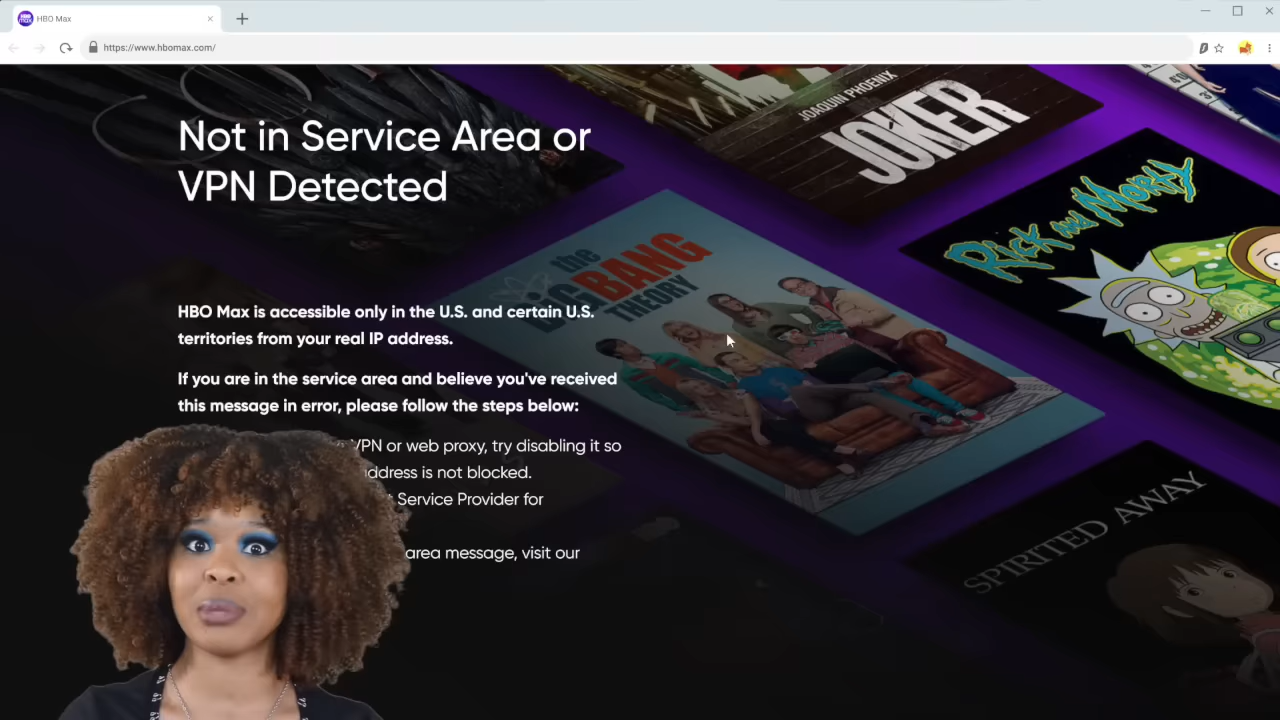 HBO Max
https://www.hbomax.com/
Not in Service Area or
VPN Detected
HBO Max is accessible only in the U.S. and certain U.S.
territories from your real IP address.
If you are in the service area and believe you've received
this message in error, please follow the steps below:
VPN or web proxy, try disabling it so
address is not blocked.
Service Provider for
area message, visit our
JOAQUIN PHOENIX
JOKER
the
BIG BANG
THEORY
RICK and MORTY
SPIRITED AWAY